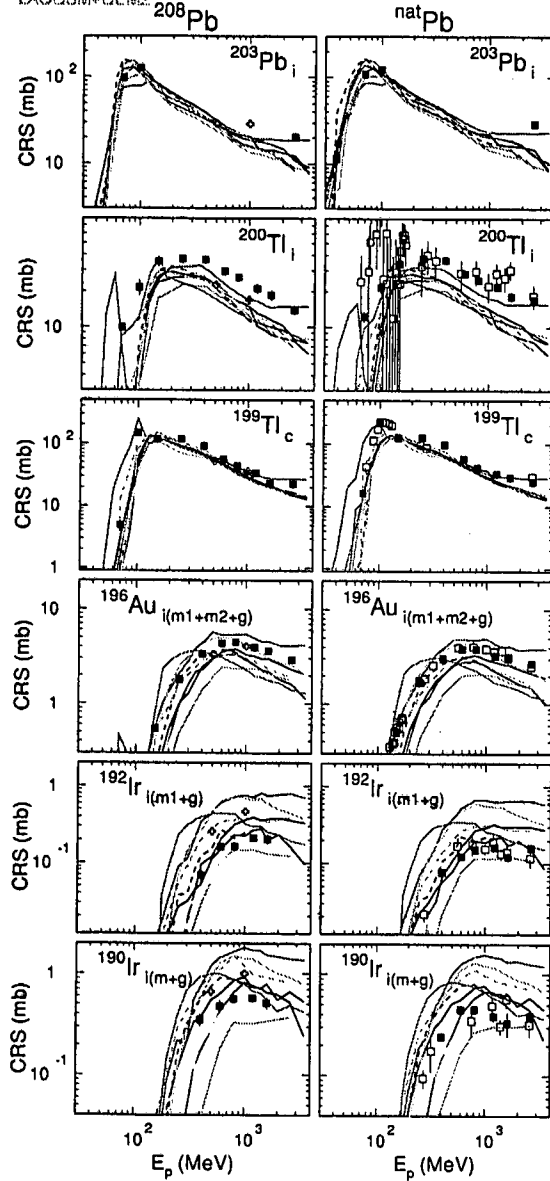 208Pb natPb
203Pb i 203Pb i
CRS (mb) 10 2 10
200Tl i 200Tl i
CRS (mb) 10
199Tl c 199Tl c
CRS (mb) 10 2 10 1
196Au i(m1+m2+g) 196Au i(m1+m2+g)
CRS (mb) 10 1
192Ir i(m1+g) 192Ir i(m1+g)
CRS (mb) 1 10 -1
190Ir i(m+g) 190Ir i(m+g)
CRS (mb) 1 10 -1
10 2 10 3 10 2 10 3
E p (MeV) E p (MeV)